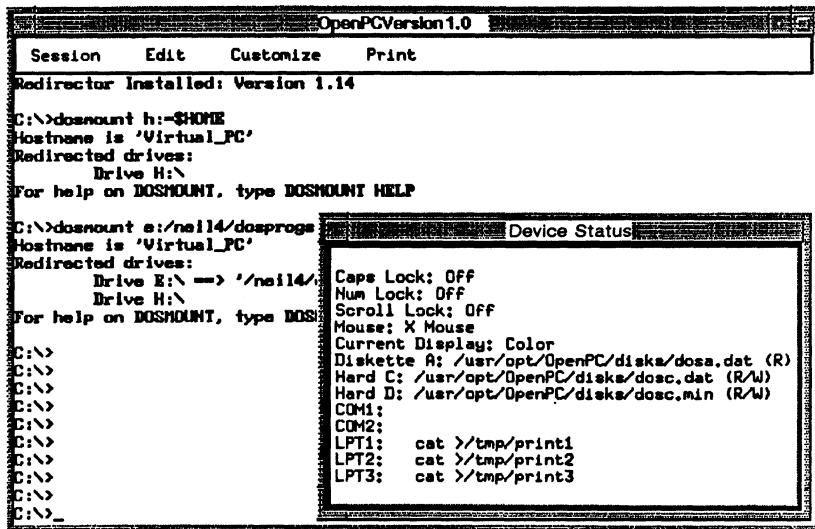 OpenPCVersion 1.0
Session Edit Customize Print
Redirector Installed: Version 1.14
C:\>dosmount h:=$HOME
Hostname is 'Virtual_PC'
Redirected drives:
Drive H:\
For help on DOSMOUNT, type DOSMOUNT HELP
C:\>dosmount e:/neil4/dosprogs
Hostname is 'Virtual_PC'
Redirected drives:
Drive E:\ ==> '/neil4/
Drive H:\
For help on DOSMOUNT, type
C:\>
C:\>
C:\>
C:\>
C:\>
C:\>
C:\>
C:\>
C:\>
C:\>_
Device Status
Caps Lock: Off
Num Lock: Off
Scroll Lock: Off
Mouse: X Mouse
Current Display: Color
Diskette A: /usr/opt/OpenPC/disks/dosa.dat (R)
Hard C: /usr/opt/OpenPC/disks/dosc.dat (R/W)
Hard D: /usr/opt/OpenPC/disks/dosc.min (R/W)
COM1:
COM2:
LPT1: cat >/tmp/print1
LPT2: cat >/tmp/print2
LPT3: cat >/tmp/print3